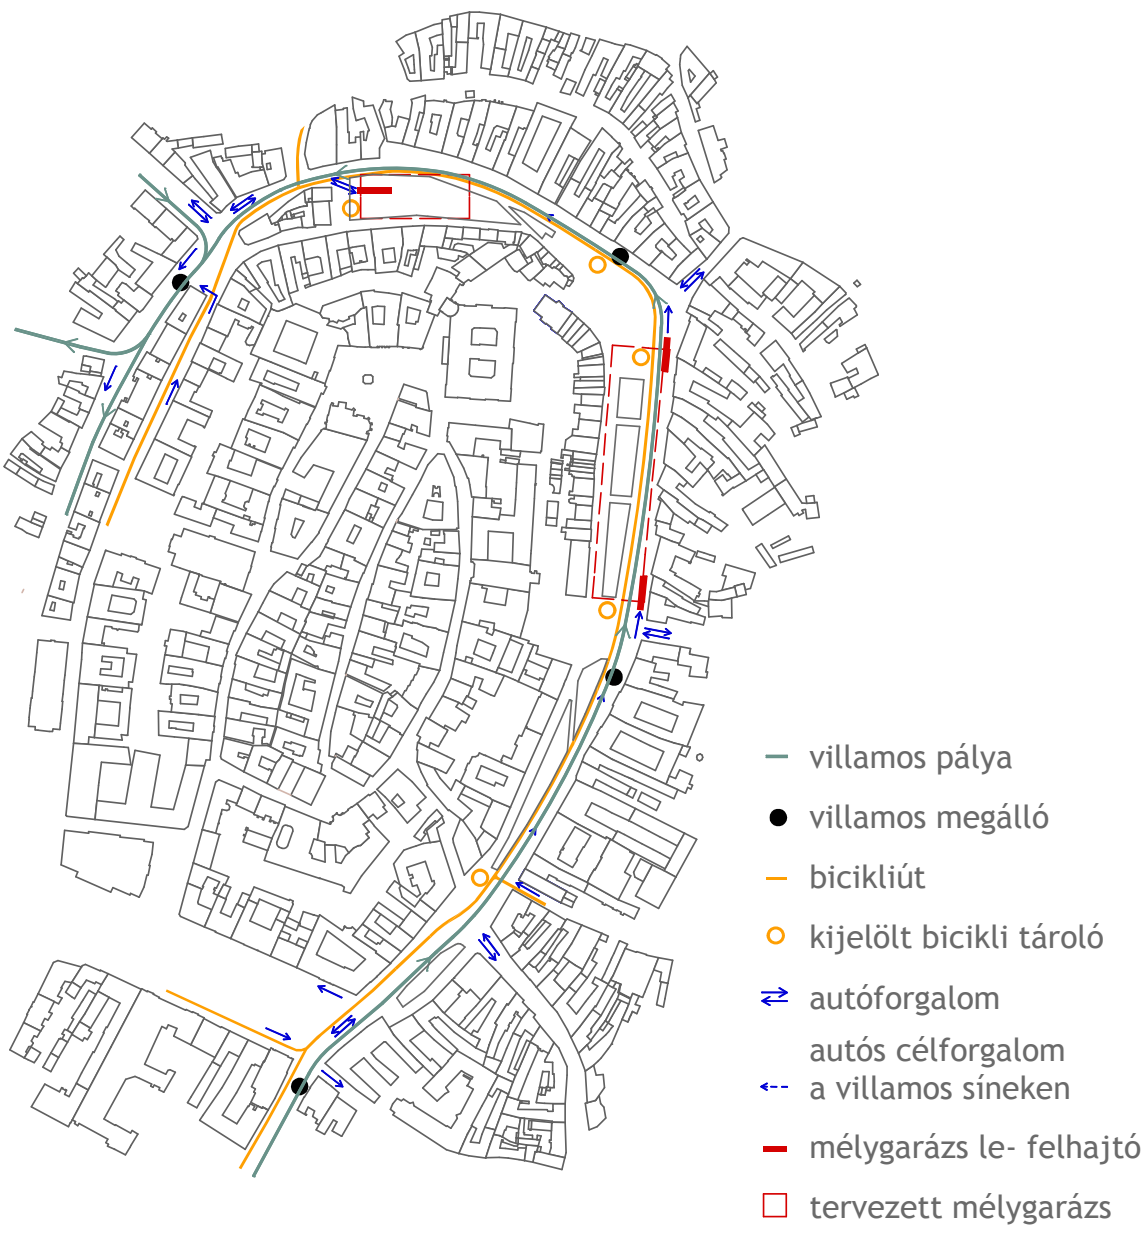 villamos pálya
villamos megálló
bicikliút
kijelölt bicikli tároló
autóforgalom
autós célforgalom
a villamos síneken
mélygarázs le- felhajtó
tervezett mélygarázs